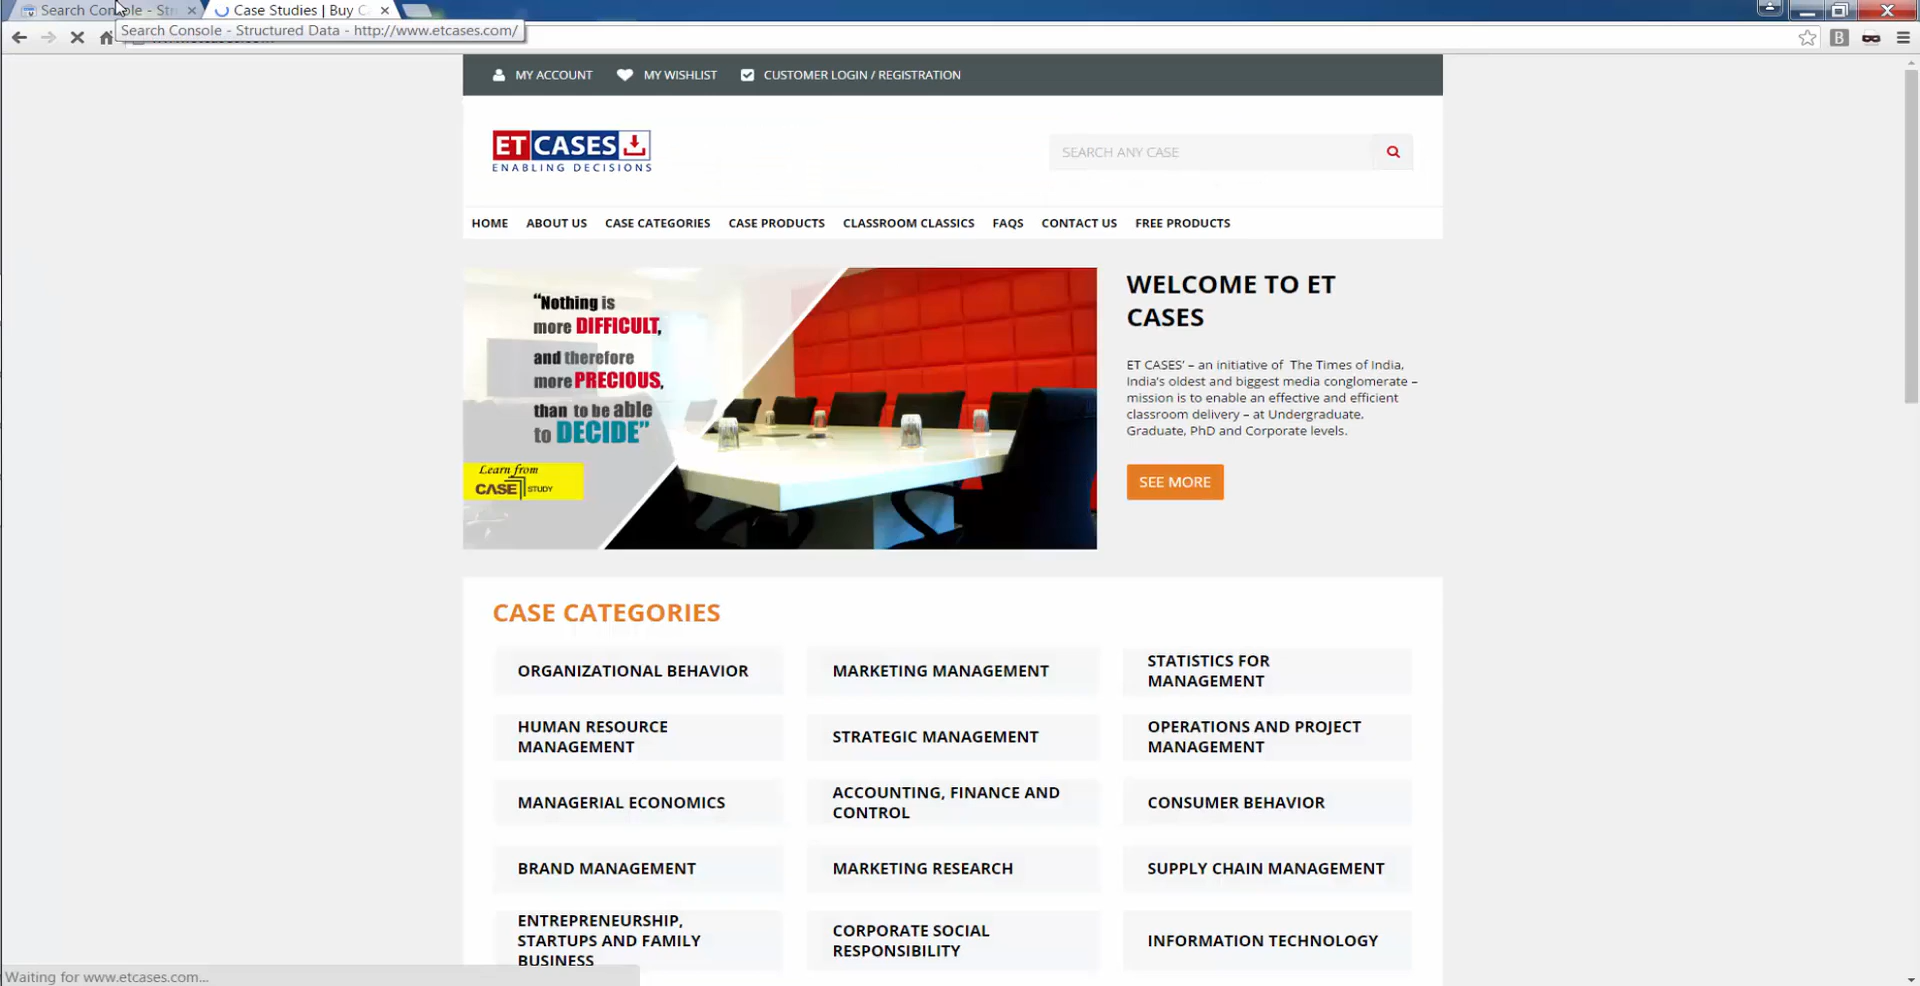 Search Console - Str
Case Studies | Buy C
Search Console - Structured Data - http://www.etcases.com/
MY ACCOUNT
MY WISHLIST
CUSTOMER LOGIN / REGISTRATION
ET CASES
ENABLING DECISIONS
SEARCH ANY CASE
HOME ABOUT US CASE CATEGORIES CASE PRODUCTS CLASSROOM CLASSICS FAQS CONTACT US FREE PRODUCTS
“Nothing is
more DIFFICULT,
and therefore
more PRECIOUS,
than to be able
to DECIDE”
Learn from
CASE STUDY
WELCOME TO ET
CASES
ET CASES’ – an initiative of The Times of India,
India’s oldest and biggest media conglomerate –
mission is to enable an effective and efficient
classroom delivery – at Undergraduate,
Graduate, PhD and Corporate levels.
SEE MORE
CASE CATEGORIES
ORGANIZATIONAL BEHAVIOR
MARKETING MANAGEMENT
STATISTICS FOR
MANAGEMENT
HUMAN RESOURCE
MANAGEMENT
STRATEGIC MANAGEMENT
OPERATIONS AND PROJECT
MANAGEMENT
MANAGERIAL ECONOMICS
ACCOUNTING, FINANCE AND
CONTROL
CONSUMER BEHAVIOR
BRAND MANAGEMENT
MARKETING RESEARCH
SUPPLY CHAIN MANAGEMENT
ENTREPRENEURSHIP,
STARTUPS AND FAMILY
BUSINESS
CORPORATE SOCIAL
RESPONSIBILITY
INFORMATION TECHNOLOGY
Waiting for www.etcases.com...